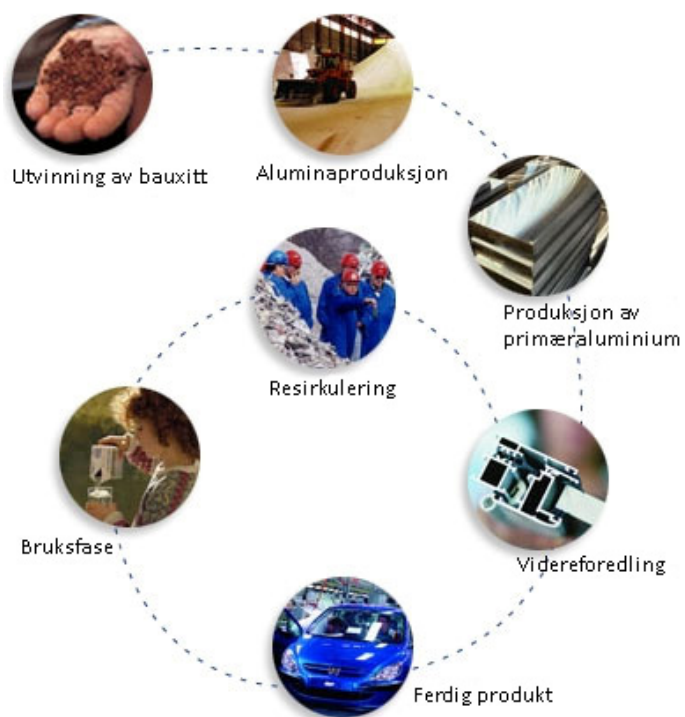 Utvinning av bauxitt
Aluminaproduksjon
Produksjon av
primæraluminium
Resirkulering
Bruksfase
Videreforedling
Ferdig produkt